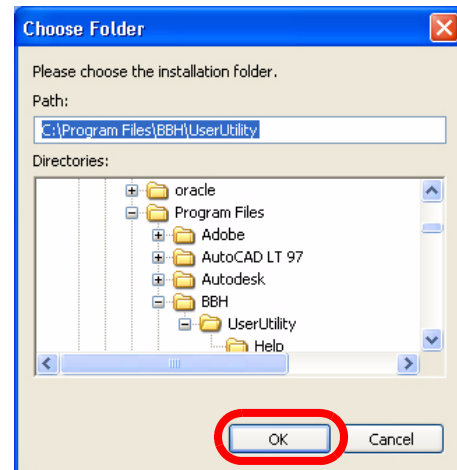 Choose Folder
Please choose the installation folder.
Path:
C:\Program Files\BBH\UserUtility
Directories:
oracle
Program Files
Adobe
AutoCAD LT 97
Autodesk
BBH
UserUtility
Help
OK Cancel